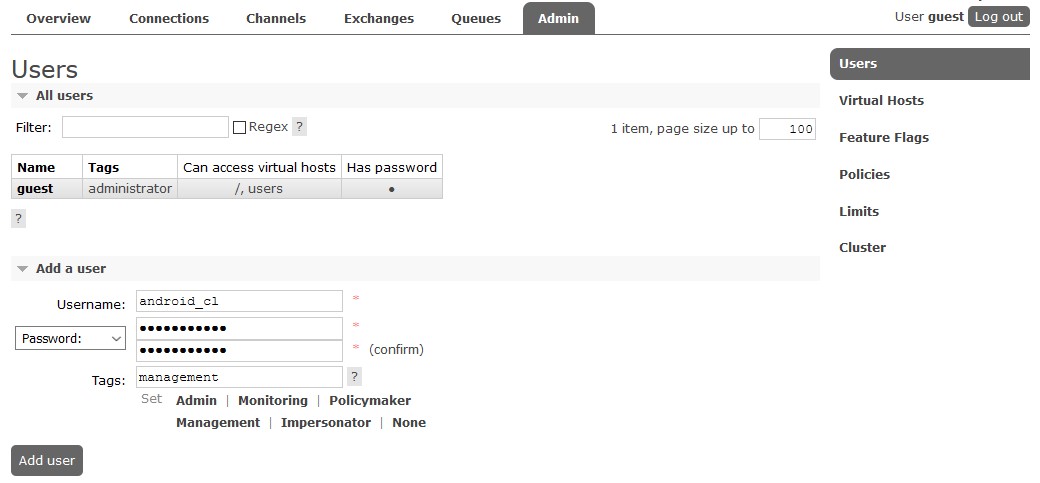 Overview Connections Channels Exchanges Queues Admin User guest Log out
Users
Users
All users
Virtual Hosts
Filter: Regex ? 1 item, page size up to 100
Feature Flags
Name Tags Can access virtual hosts Has password
Policies
guest administrator /, users ●
Limits
?
Cluster
Add a user
Username: android_cl *
Password: ●●●●●●●●●●● *
●●●●●●●●●●● * (confirm)
Tags: management ?
Set Admin | Monitoring | Policymaker
Management | Impersonator | None
Add user